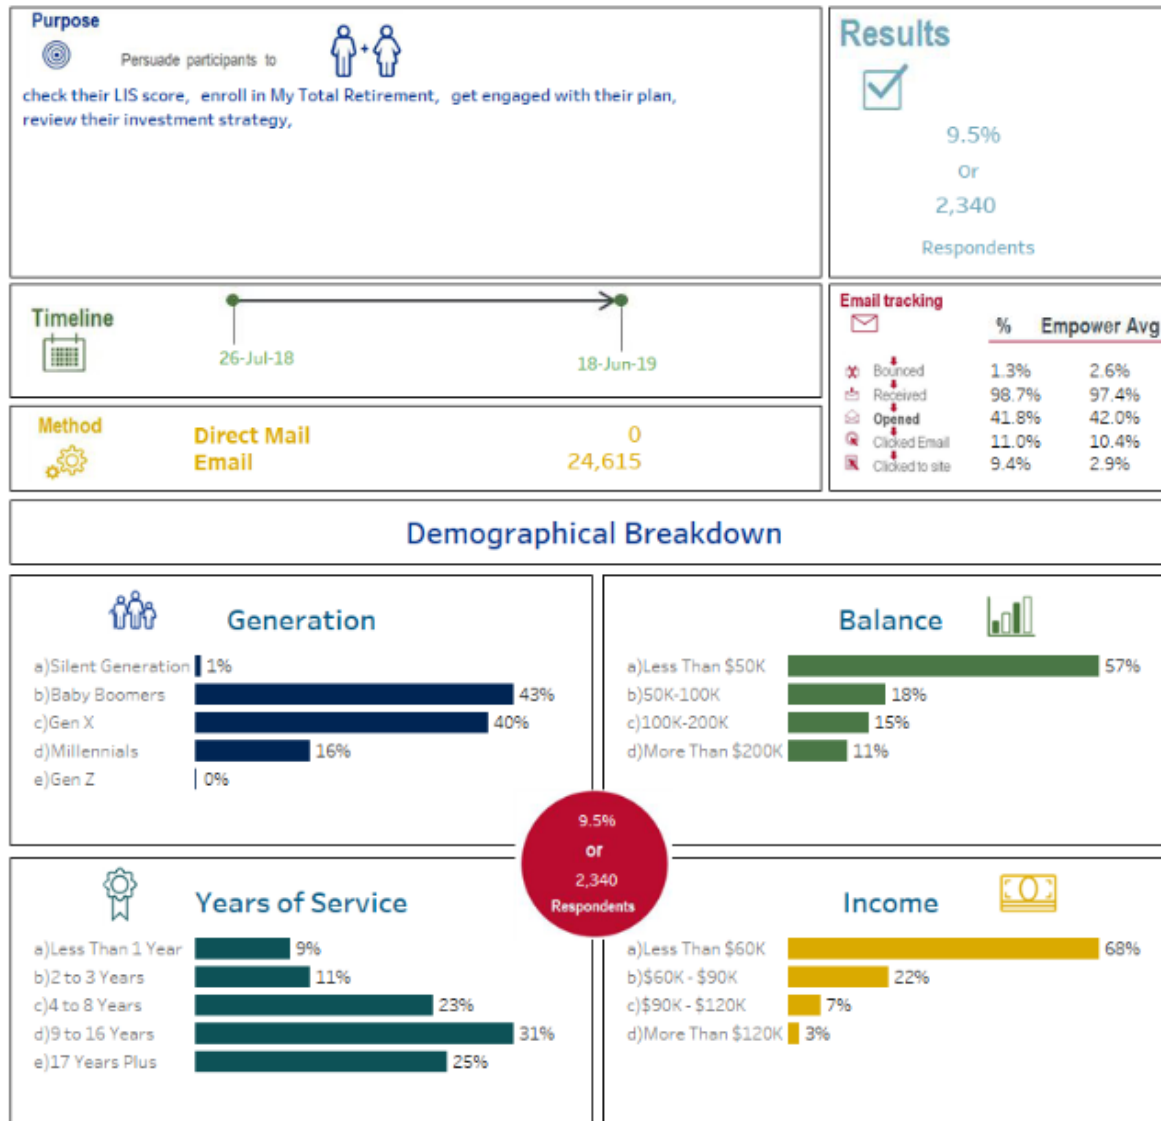 Purpose
Persuade participants to
check their LIS score, enroll in My Total Retirement, get engaged with their plan,
review their investment strategy,
Results
9.5%
Or
2,340
Respondents
Timeline
26-Jul-18
18-Jun-19
Email tracking
% Empower Avg
Bounced 1.3% 2.6%
Received 98.7% 97.4%
Opened 41.8% 42.0%
Clicked Email 11.0% 10.4%
Clicked to site 9.4% 2.9%
Method
Direct Mail 0
Email 24,615
Demographical Breakdown
Generation
a)Silent Generation 1%
b)Baby Boomers 43%
c)Gen X 40%
d)Millennials 16%
e)Gen Z 0%
Balance
a)Less Than $50K 57%
b)50K-100K 18%
c)100K-200K 15%
d)More Than $200K 11%
9.5%
or
2,340
Respondents
Years of Service
a)Less Than 1 Year 9%
b)2 to 3 Years 11%
c)4 to 8 Years 23%
d)9 to 16 Years 31%
e)17 Years Plus 25%
Income
a)Less Than $60K 68%
b)$60K - $90K 22%
c)$90K - $120K 7%
d)More Than $120K 3%